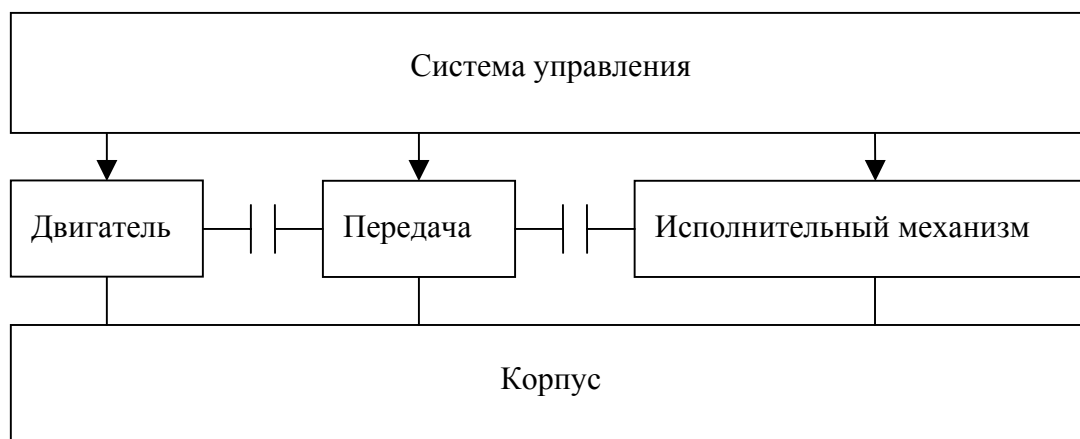 Система управления
Двигатель
Передача
Исполнительный механизм
Корпус